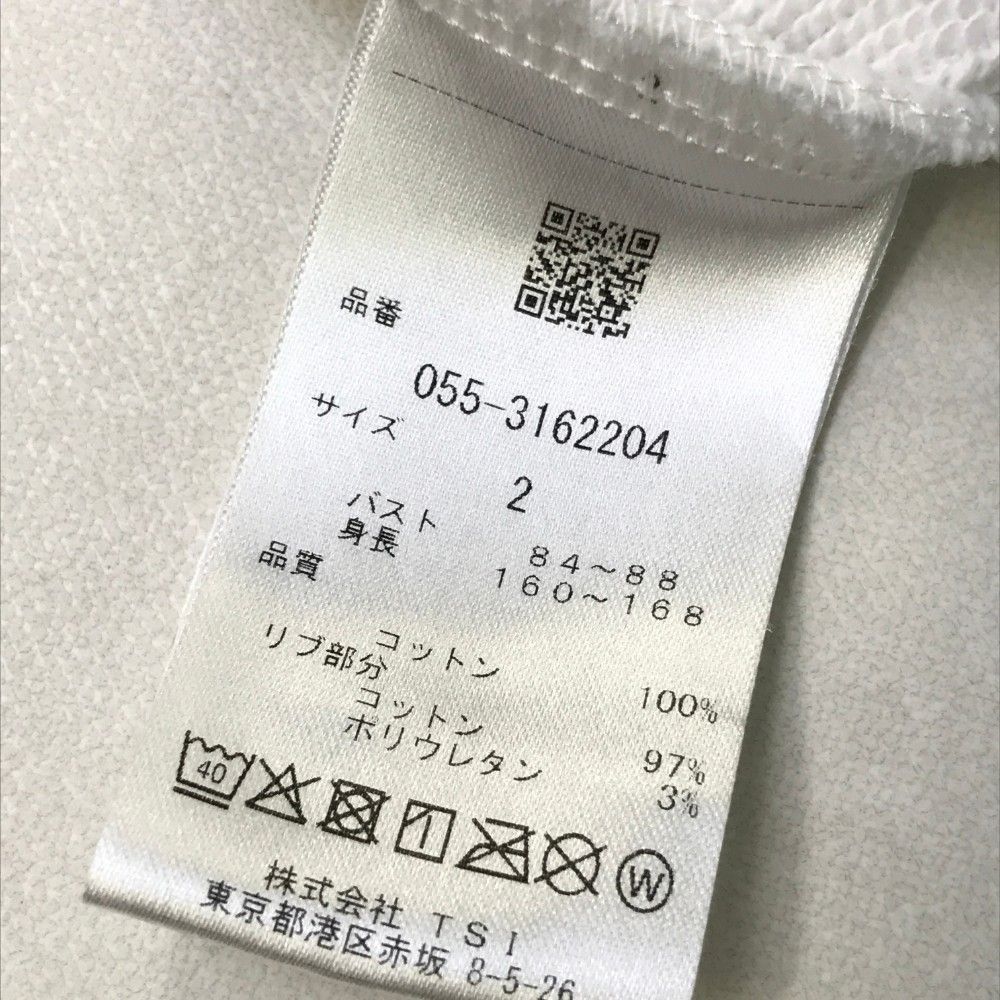 品番
055-3162204
サイズ
2
バスト 84～88
身長 160～168
品質
コットン 100%
リブ部分
コットン 97%
ポリウレタン 3%
40
W
株式会社 TSI
東京都港区赤坂 8-5-26